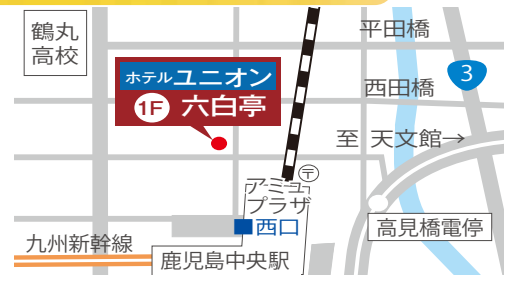 鶴丸
高校
平田橋
ホテルユニオン
1F 六白亭
西田橋
3
至 天文館→
〒
アミュ
プラザ
西口
高見橋電停
九州新幹線
鹿児島中央駅